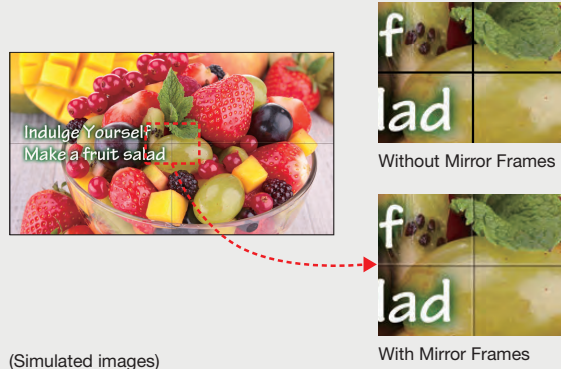 Indulge Yourself
Make a fruit salad
f
lad
Without Mirror Frames
f
lad
With Mirror Frames
(Simulated images)